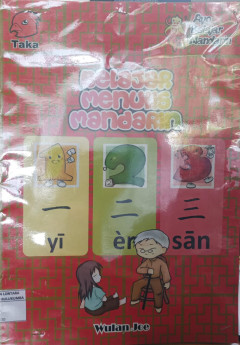 Taka
BELAJAR
MENULIS
MANDARIN
一 二 三
yī èr sān
Wulan Joe